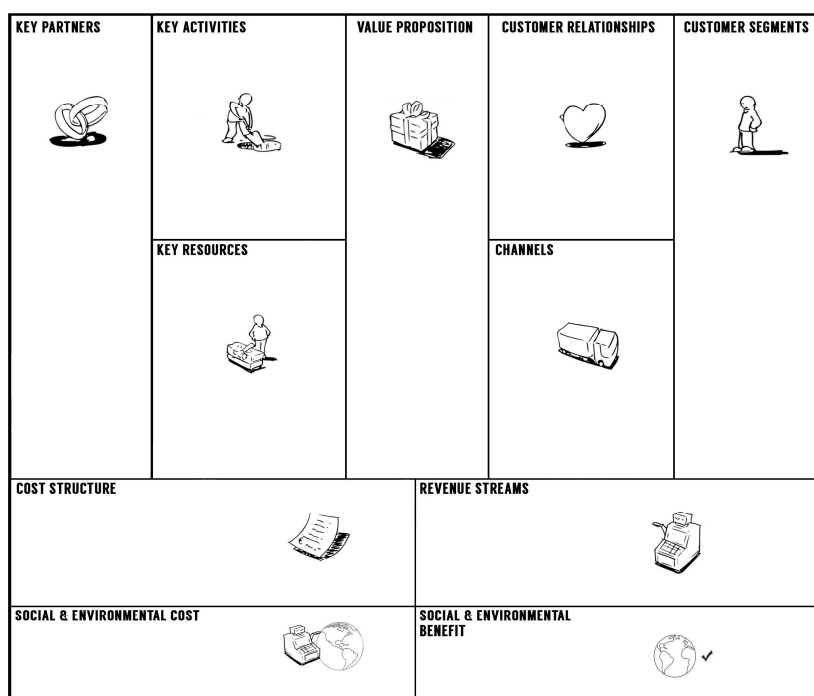 KEY PARTNERS
KEY ACTIVITIES
VALUE PROPOSITION
CUSTOMER RELATIONSHIPS
CUSTOMER SEGMENTS
KEY RESOURCES
CHANNELS
COST STRUCTURE
REVENUE STREAMS
SOCIAL & ENVIRONMENTAL COST
SOCIAL & ENVIRONMENTAL
BENEFIT